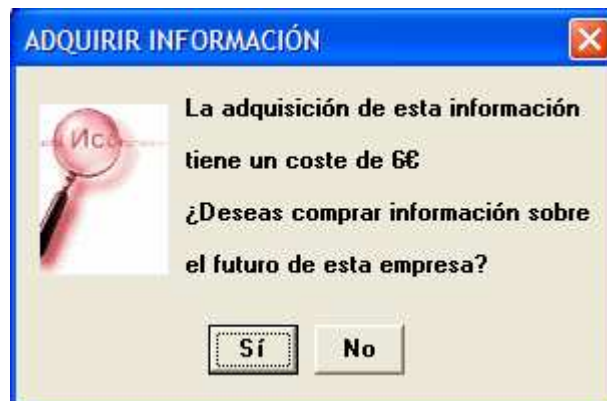 ADQUIRIR INFORMACIÓN
La adquisición de esta información
tiene un coste de 6€
¿Deseas comprar información sobre
el futuro de esta empresa?
Sí
No